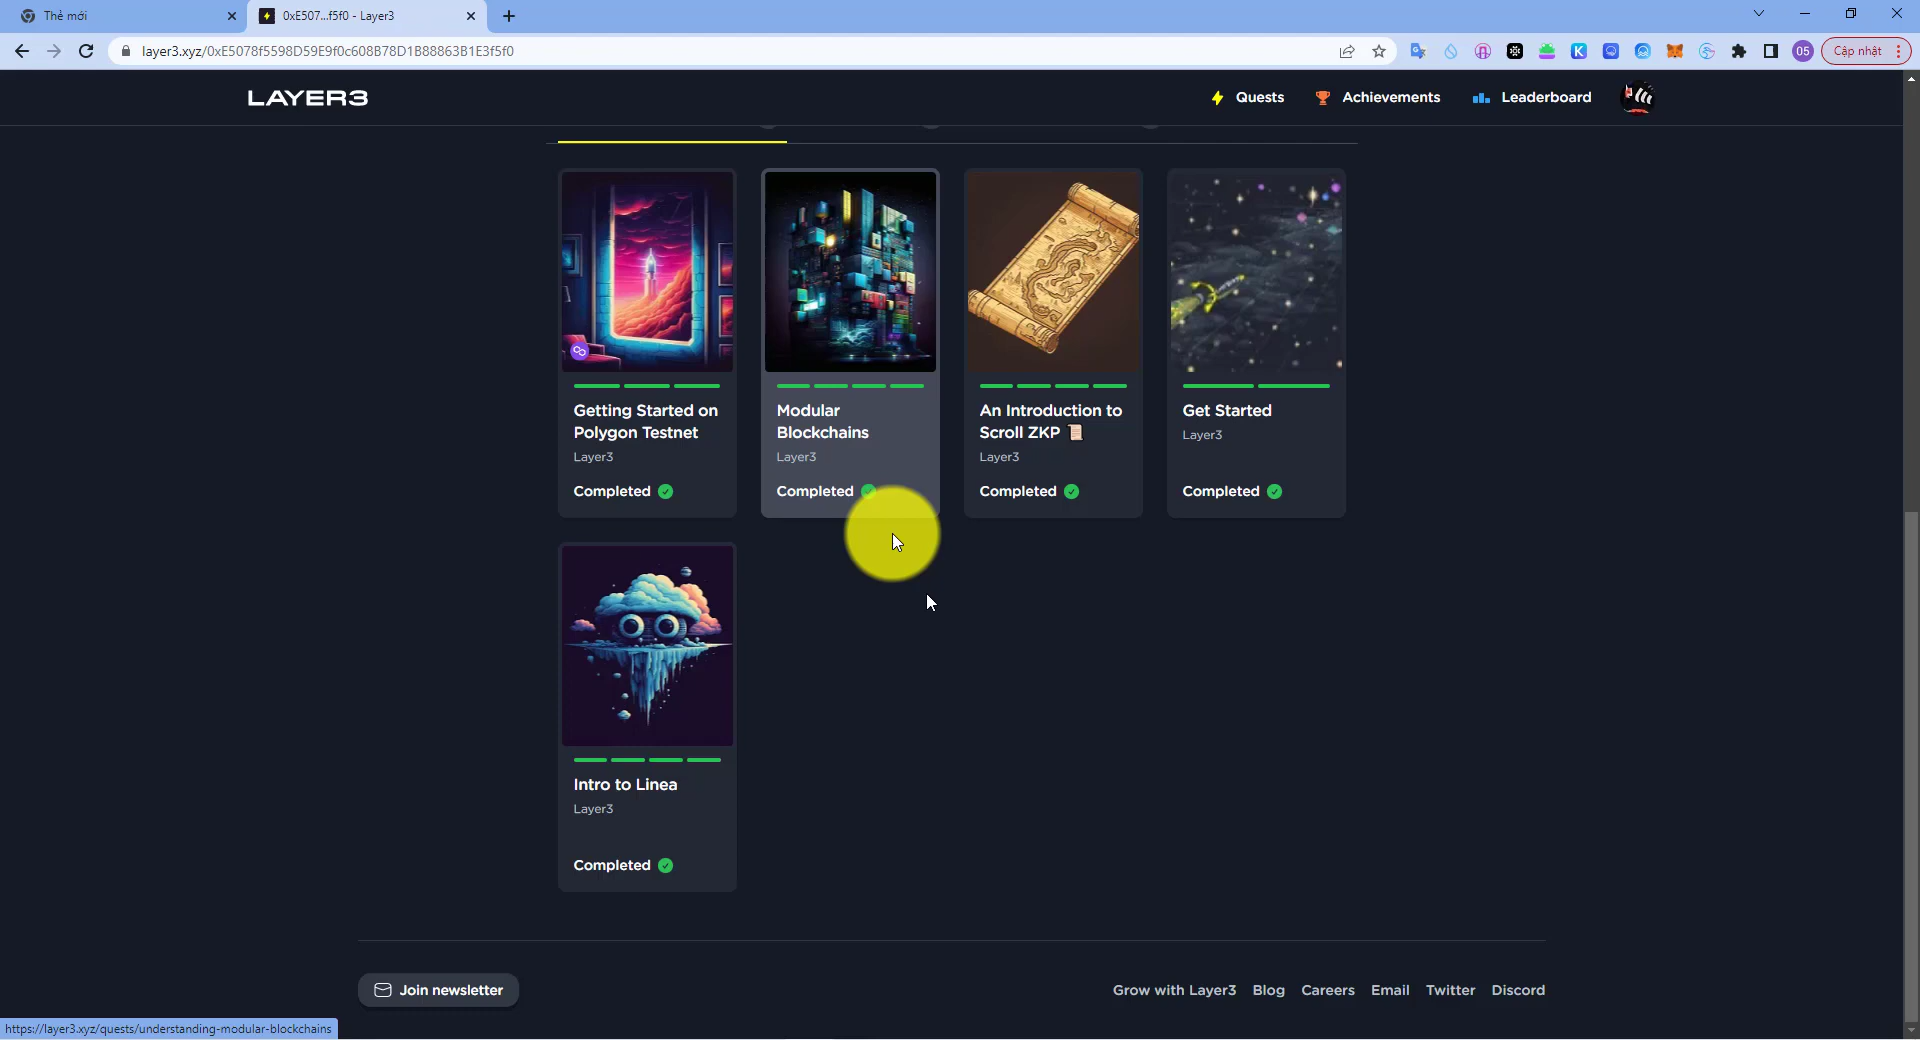 Thẻ mới
0xE507...f5f0 - Layer3
layer3.xyz/0xE5078f5598D59E9f0c608B78D1B88863B1E3f5f0
05
Cập nhật
LAYER3
Quests
Achievements
Leaderboard
Getting Started on
Polygon Testnet
Layer3
Completed
Modular
Blockchains
Layer3
Completed
An Introduction to
Scroll ZKP 📜
Layer3
Completed
Get Started
Layer3
Completed
Intro to Linea
Layer3
Completed
Join newsletter
Grow with Layer3
Blog
Careers
Email
Twitter
Discord
https://layer3.xyz/quests/understanding-modular-blockchains